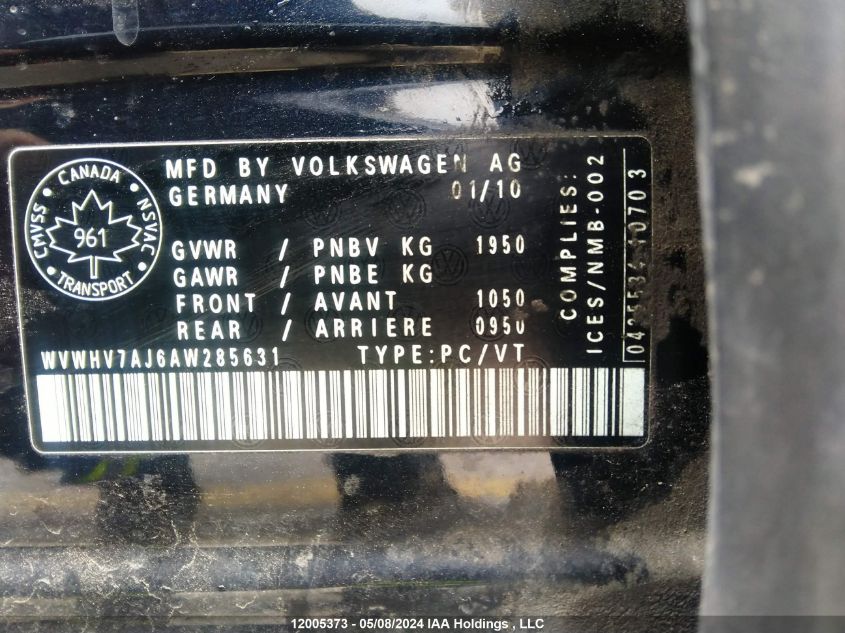 CANADA
CMVSS NSVAC
961
TRANSPORT
MFD BY VOLKSWAGEN AG
GERMANY 01/10
GVWR / PNBV KG 1950
GAWR / PNBE KG
FRONT / AVANT 1050
REAR / ARRIERE 0950
WVWHV7AJ6AW285631 TYPE:PC/VT
COMPLIES:
ICES/NMB-002
12005373 - 05/08/2024 IAA Holdings , LLC